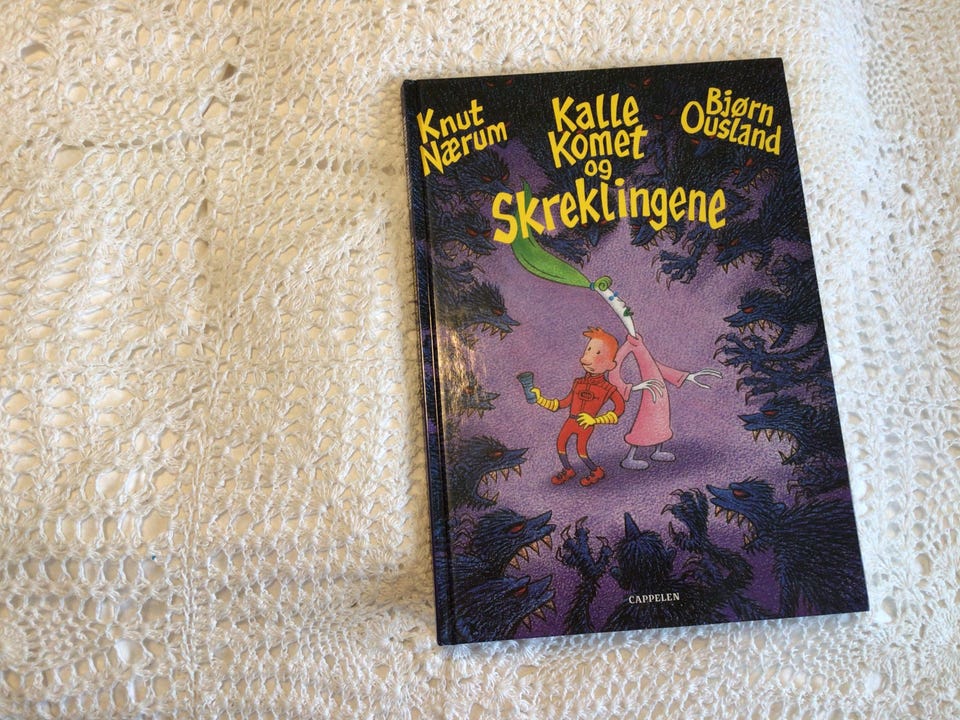 Knut
Nærum
Kalle
Komet
og
Skreklingene
Bjørn
Ousland
CAPPELEN